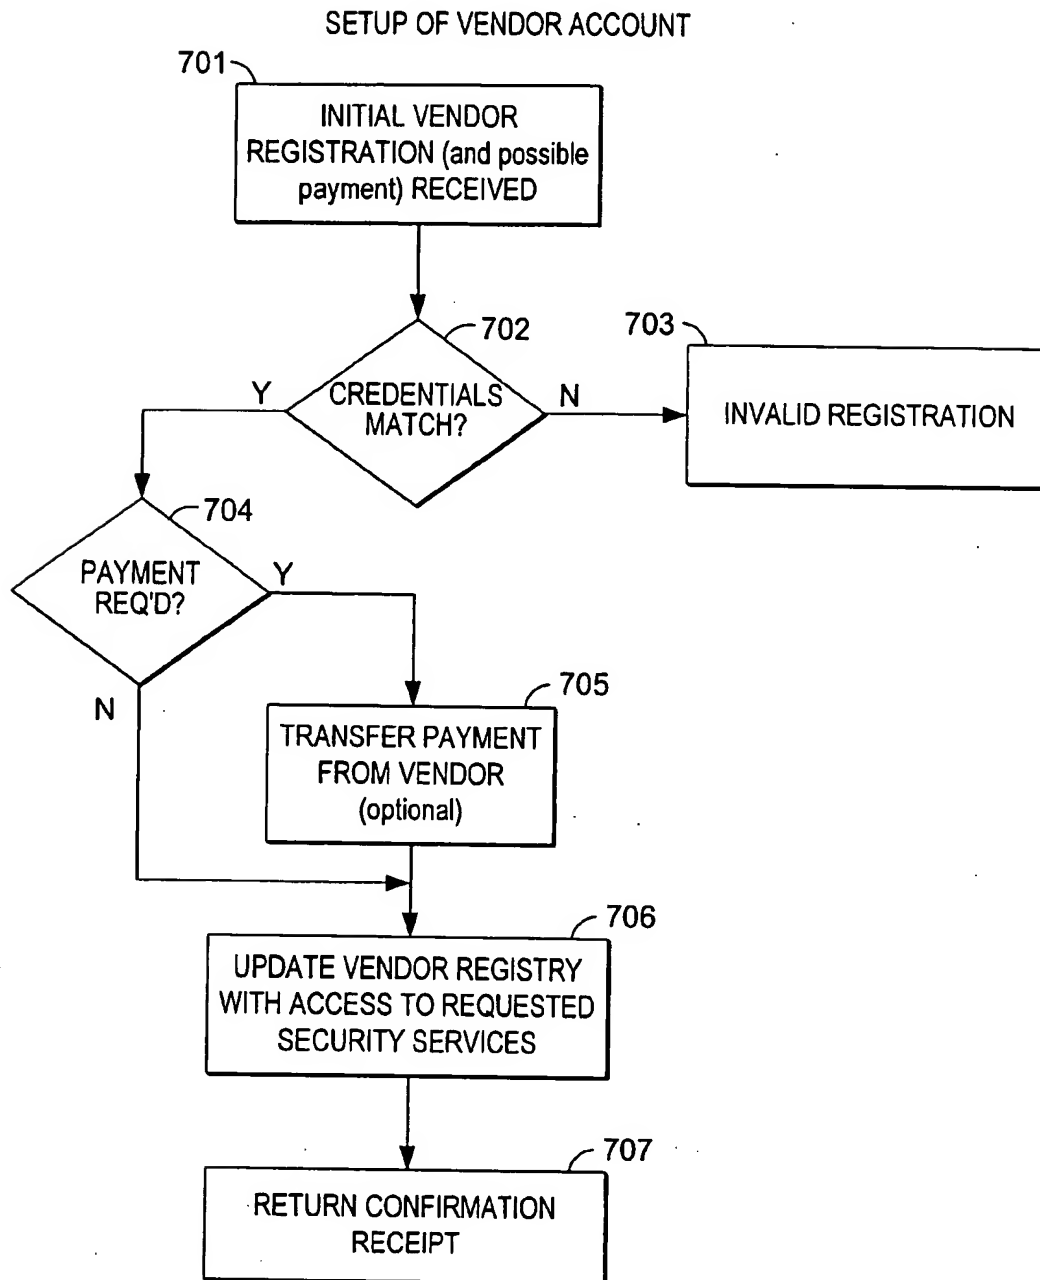 SETUP OF VENDOR ACCOUNT
701
INITIAL VENDOR
REGISTRATION (and possible
payment) RECEIVED
702
CREDENTIALS
MATCH?
Y
N
703
INVALID REGISTRATION
704
PAYMENT
REQ'D?
Y
N
705
TRANSFER PAYMENT
FROM VENDOR
(optional)
706
UPDATE VENDOR REGISTRY
WITH ACCESS TO REQUESTED
SECURITY SERVICES
707
RETURN CONFIRMATION
RECEIPT